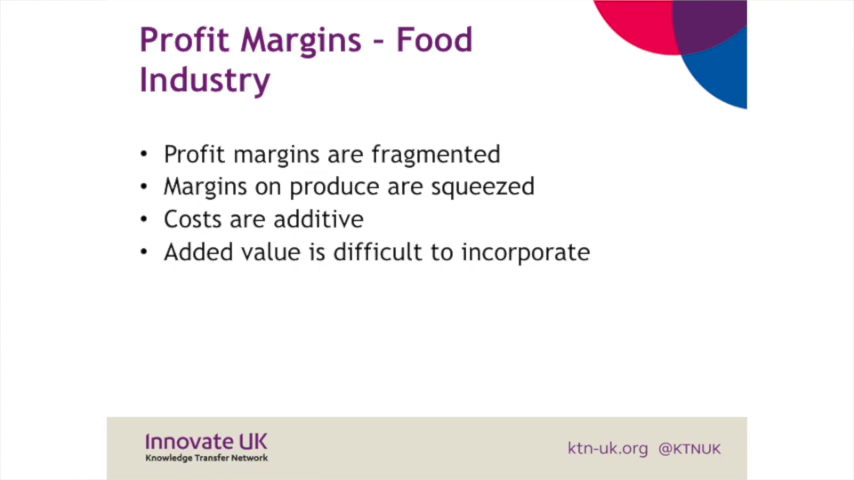 Profit Margins - Food
Industry
• Profit margins are fragmented
• Margins on produce are squeezed
• Costs are additive
• Added value is difficult to incorporate
Innovate UK
Knowledge Transfer Network
ktn-uk.org @KTNUK